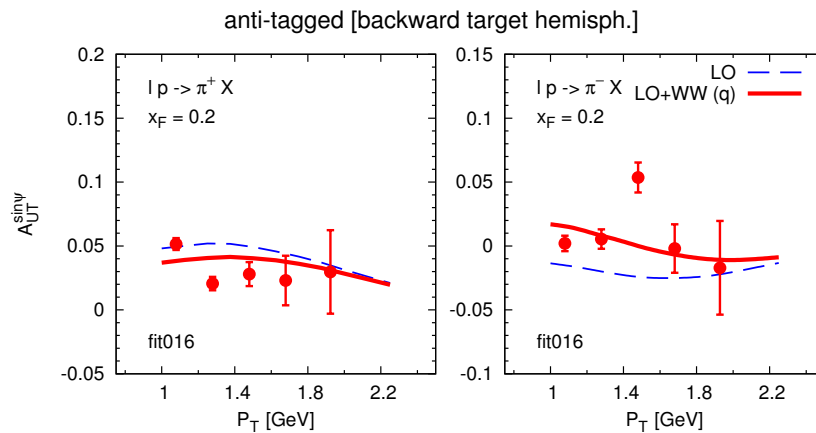 anti-tagged [backward target hemisph.]
A_UT^sinψ
0.2
0.15
0.1
0.05
0
-0.05
l p -> π⁺ X
x_F = 0.2
fit016
1
1.4
1.8
2.2
P_T [GeV]
0.15
0.1
0.05
0
-0.05
-0.1
l p -> π⁻ X
x_F = 0.2
LO
LO+WW (q)
fit016
1
1.4
1.8
2.2
P_T [GeV]